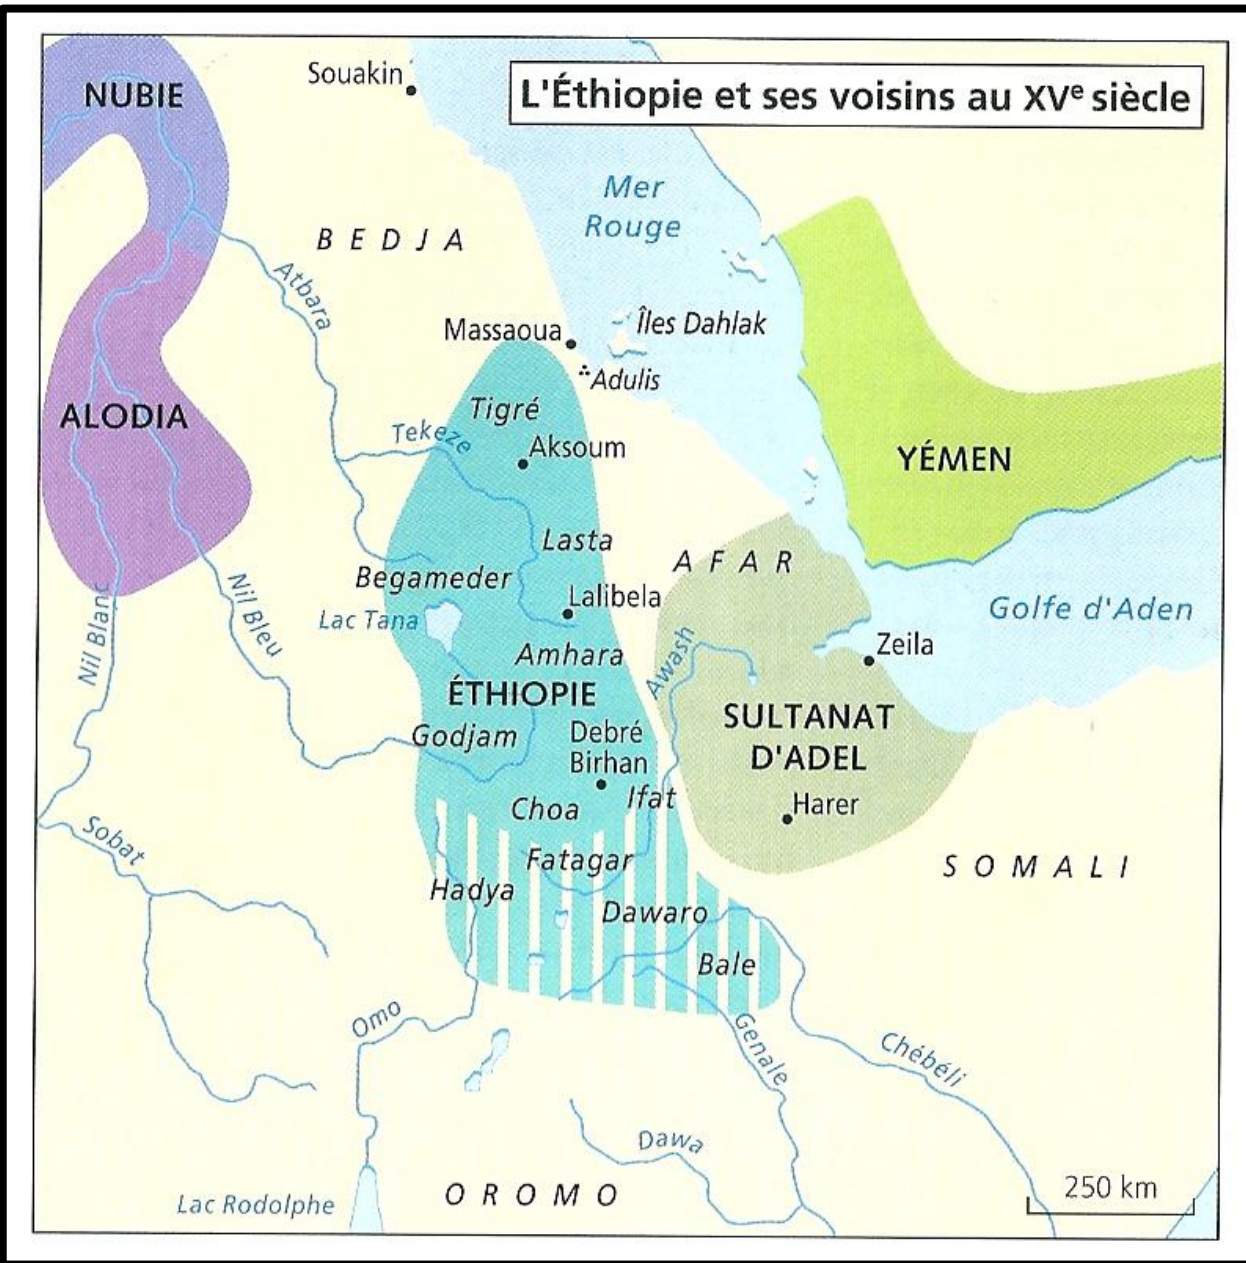 L'Éthiopie et ses voisins au XVe siècle
NUBIE
Souakin
Mer
Rouge
BEDJA
Atbara
Massaoua
Îles Dahlak
Adulis
ALODIA
Tigré
Tekeze
Aksoum
YÉMEN
Lasta
AFAR
Begameder
Lalibela
Lac Tana
Golfe d'Aden
Nil Blanc
Nil Bleu
Amhara
Awash
Zeila
ÉTHIOPIE
SULTANAT
D'ADEL
Godjam
Debré
Birhan
Ifat
Choa
Harer
Sobat
Fatagar
SOMALI
Hadya
Dawaro
Bale
Omo
Genale
Chébéli
Dawa
Lac Rodolphe
OROMO
250 km